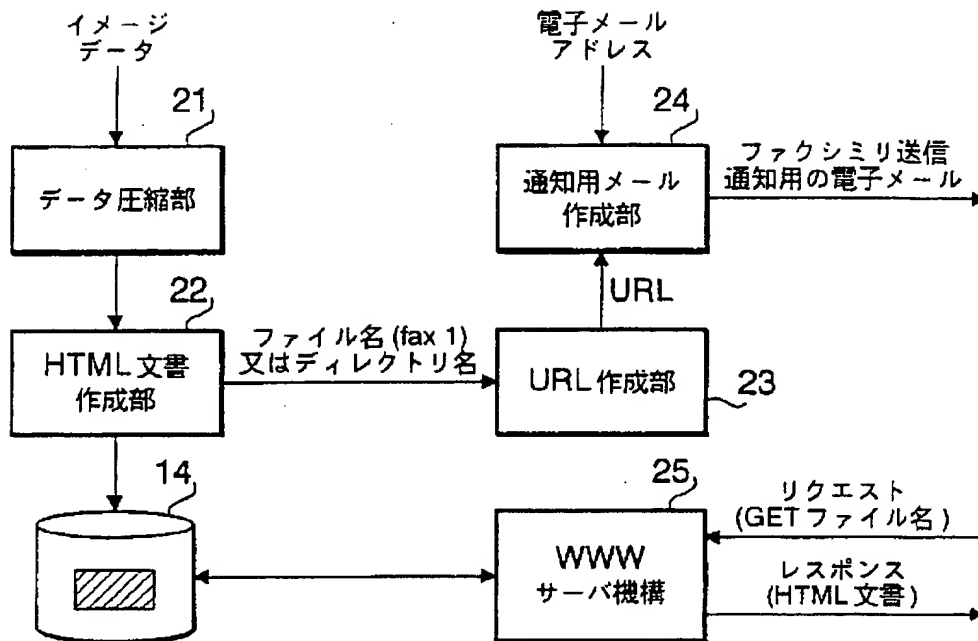 イメージ
データ
電子メール
アドレス
21
24
データ圧縮部
通知用メール
作成部
ファクシミリ送信
通知用の電子メール
22
URL
HTML文書
作成部
ファイル名(fax 1)
又はディレクトリ名
URL作成部
23
14
25
WWW
サーバ機構
リクエスト
(GETファイル名)
レスポンス
(HTML文書)